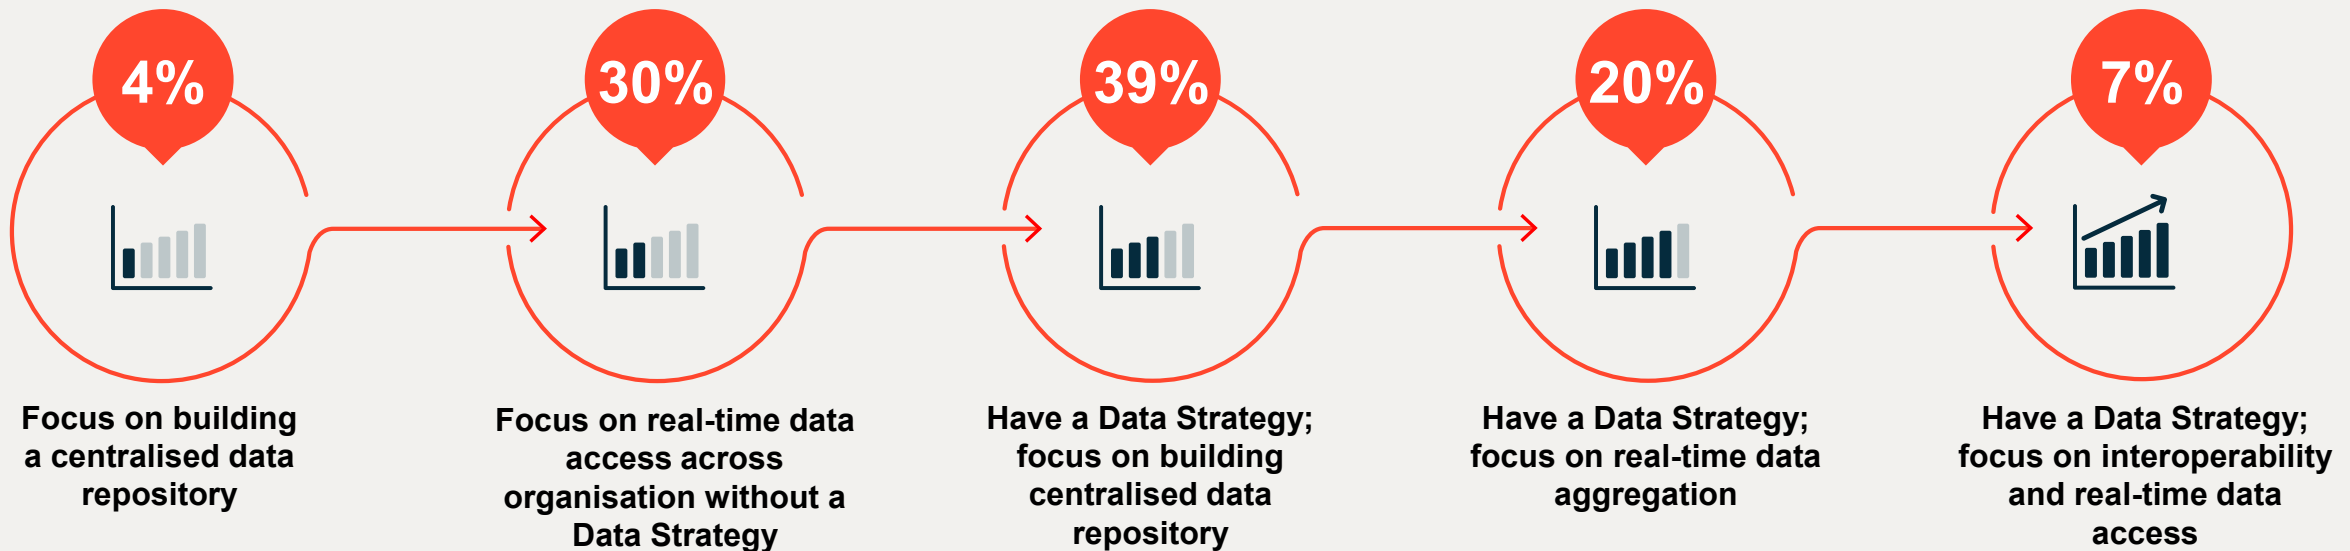 4%
30%
39%
20%
7%
Focus on building
a centralised data
repository
Focus on real-time data
access across
organisation without a
Data Strategy
Have a Data Strategy;
focus on building
centralised data
repository
Have a Data Strategy;
focus on real-time data
aggregation
Have a Data Strategy;
focus on interoperability
and real-time data
access